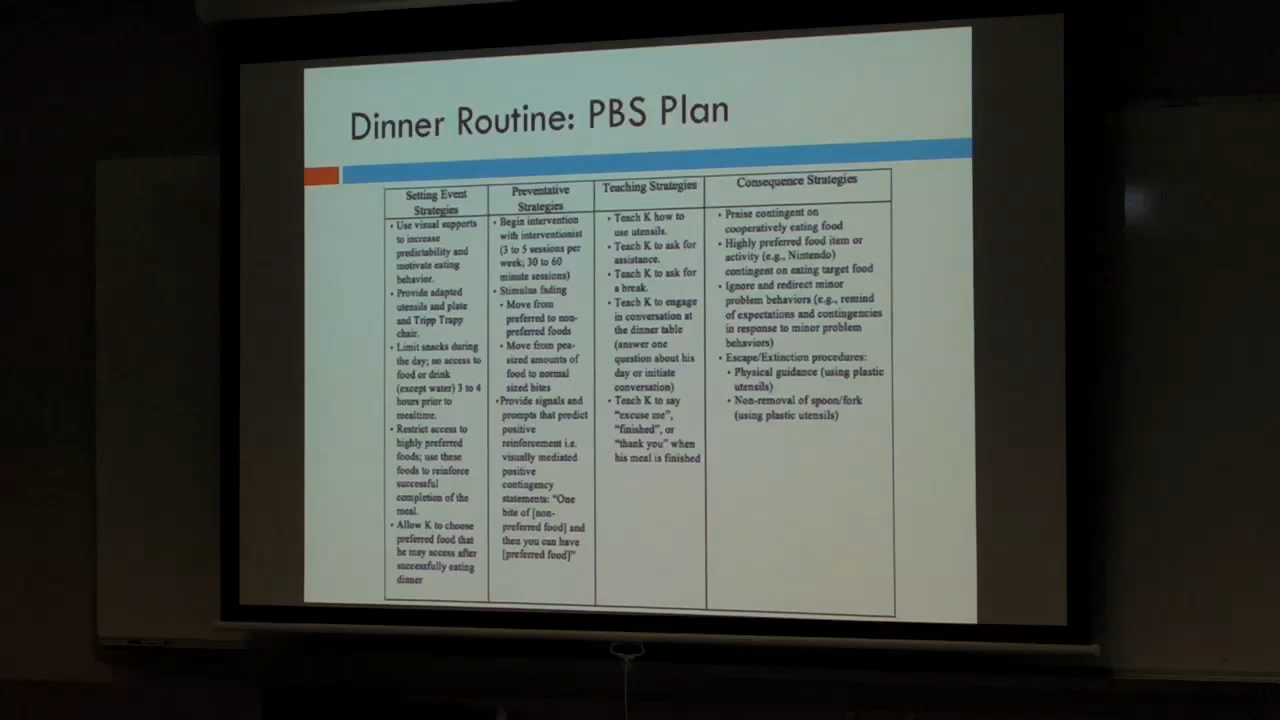 Dinner Routine: PBS Plan
Setting Event
Strategies
• Use visual supports
to increase
predictability and
motivate eating
behavior.
• Provide adapted
utensils and plate
and Tripp Trapp
chair.
• Limit snacks during
the day; no access to
food or drink
(except water) 3 to 4
hours prior to
mealtime.
• Restrict access to
highly preferred
foods; use these
foods to reinforce
successful
completion of the
meal.
• Allow K to choose
preferred food that
he may access after
successfully eating
dinner
Preventative
Strategies
• Begin intervention
with interventionist
(3 to 5 sessions per
week; 30 to 60
minute sessions)
• Stimulus fading
• Move from
preferred to non-
preferred foods
• Move from pea-
sized amounts of
food to normal
sized bites
•Provide signals and
prompts that predict
positive
reinforcement i.e.
visually mediated
positive
contingency
statements: "One
bite of [non-
preferred food] and
then you can have
[preferred food]"
Teaching Strategies
• Teach K how to
use utensils.
• Teach K to ask for
assistance.
• Teach K to ask for
a break.
• Teach K to engage
in conversation at
the dinner table
(answer one
question about his
day or initiate
conversation)
• Teach K to say
"excuse me",
"finished", or
"thank you" when
his meal is finished
Consequence Strategies
• Praise contingent on
cooperatively eating food
• Highly preferred food item or
activity (e.g., Nintendo)
contingent on eating target food
• Ignore and redirect minor
problem behaviors (e.g., remind
of expectations and contingencies
in response to minor problem
behaviors)
• Escape/Extinction procedures:
• Physical guidance (using plastic
utensils)
• Non-removal of spoon/fork
(using plastic utensils)